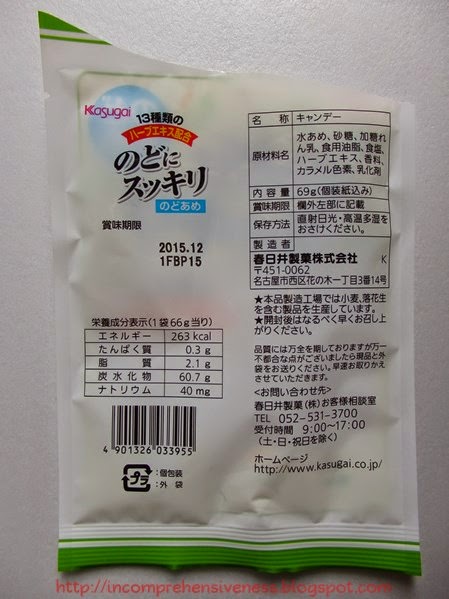 Kasugai
13種類の
ハーブエキス配合
のどに
スッキリ
のどあめ
賞味期限
2015.12
1FBP15
名 称 キャンデー
原材料名 水あめ、砂糖、加糖れ
ん乳、食用油脂、食塩、
ハーブエキス、香料、
カラメル色素、乳化剤
内容量 69g(個装紙込み)
賞味期限 欄外左部に記載
保存方法 直射日光・高温多湿を
おさけください。
製造者
春日井製菓株式会社 K
〒451-0062
名古屋市西区花の木一丁目3番14号
★本品製造工場では小麦、落花生
を含む製品を生産しています。
★開封後はなるべく早くお召し上
がりください。
品質には万全を期しておりますが万一
不都合な点がございましたら現品と外
袋をお送りください。早速お取りかえ
させていただきます。
<お問い合わせ先>
春日井製菓(株)お客様相談室
TEL 052-531-3700
受付時間 9:00~17:00
(土・日・祝日を除く)
ホームページ
http://www.kasugai.co.jp/
栄養成分表示(1袋66g当り)
エネルギー 263 kcal
たんぱく質 0.3 g
脂質 2.1 g
炭水化物 60.7 g
ナトリウム 40 mg
4 901326 033955
プラ
:個包装
:外 袋
http://incomprehensiveness.blogspot.com/